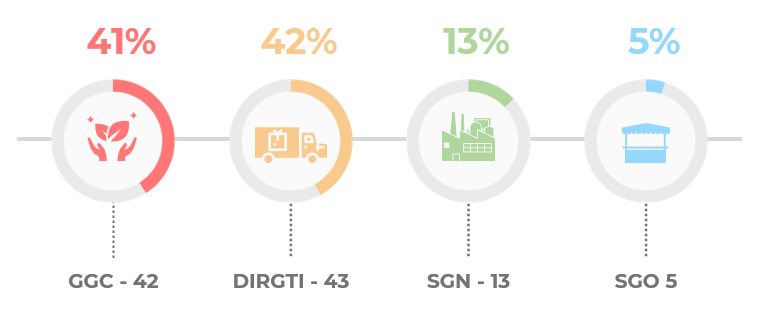 41% 42% 13% 5%
GGC - 42 DIRGTI - 43 SGN - 13 SGO 5